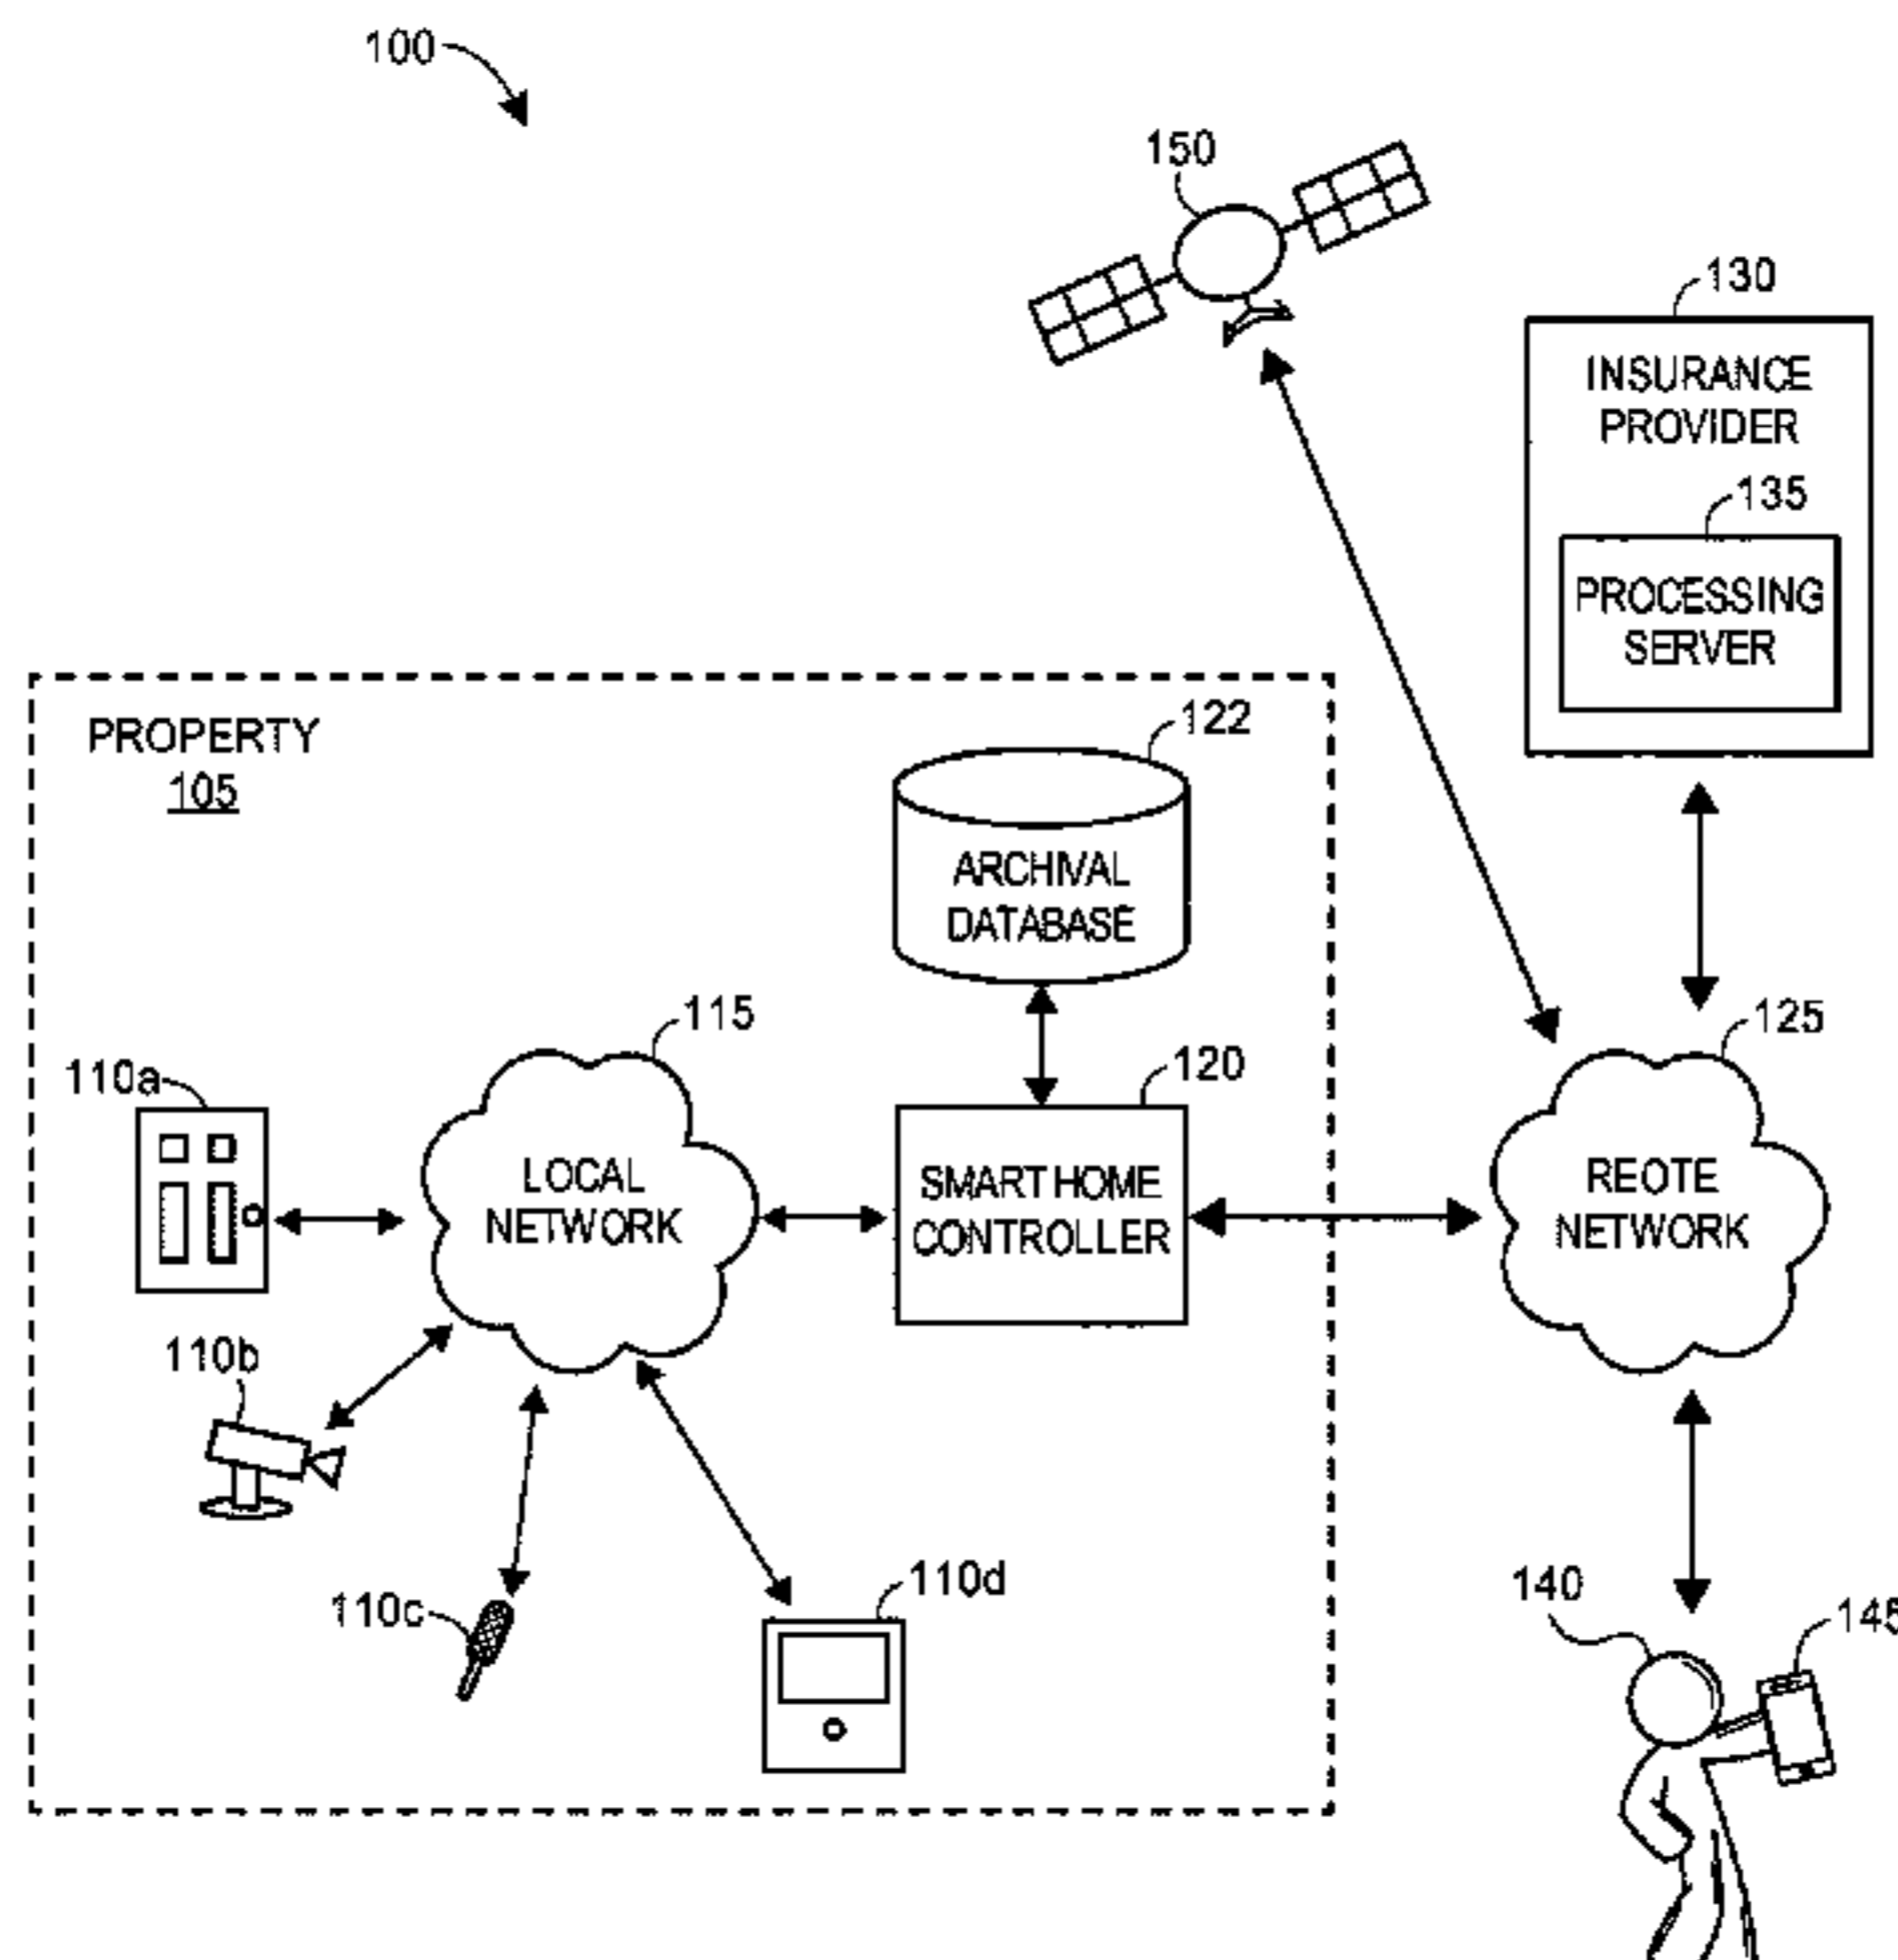 100
150
130
INSURANCE
PROVIDER
135
PROCESSING
SERVER
PROPERTY
105
122
ARCHIVAL
DATABASE
115
LOCAL
NETWORK
120
SMART HOME
CONTROLLER
125
REOTE
NETWORK
110a
110b
110c
110d
140
145